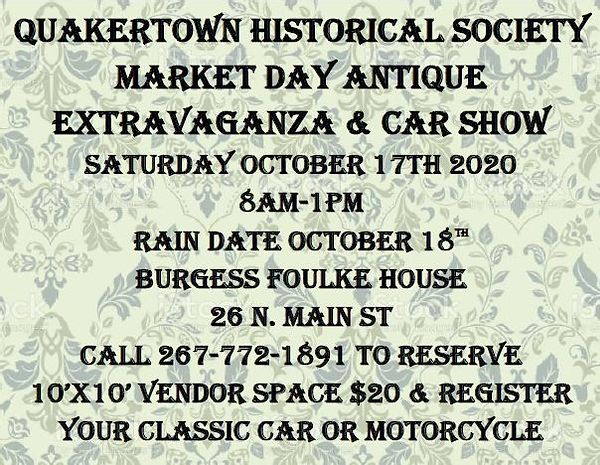 QUAKERTOWN HISTORICAL SOCIETY
MARKET DAY ANTIQUE
EXTRAVAGANZA & CAR SHOW
SATURDAY OCTOBER 17TH 2020
8AM-1PM
RAIN DATE OCTOBER 18TH
BURGESS FOULKE HOUSE
26 N. MAIN ST
CALL 267-772-1891 TO RESERVE
10'X10' VENDOR SPACE $20 & REGISTER
YOUR CLASSIC CAR OR MOTORCYCLE